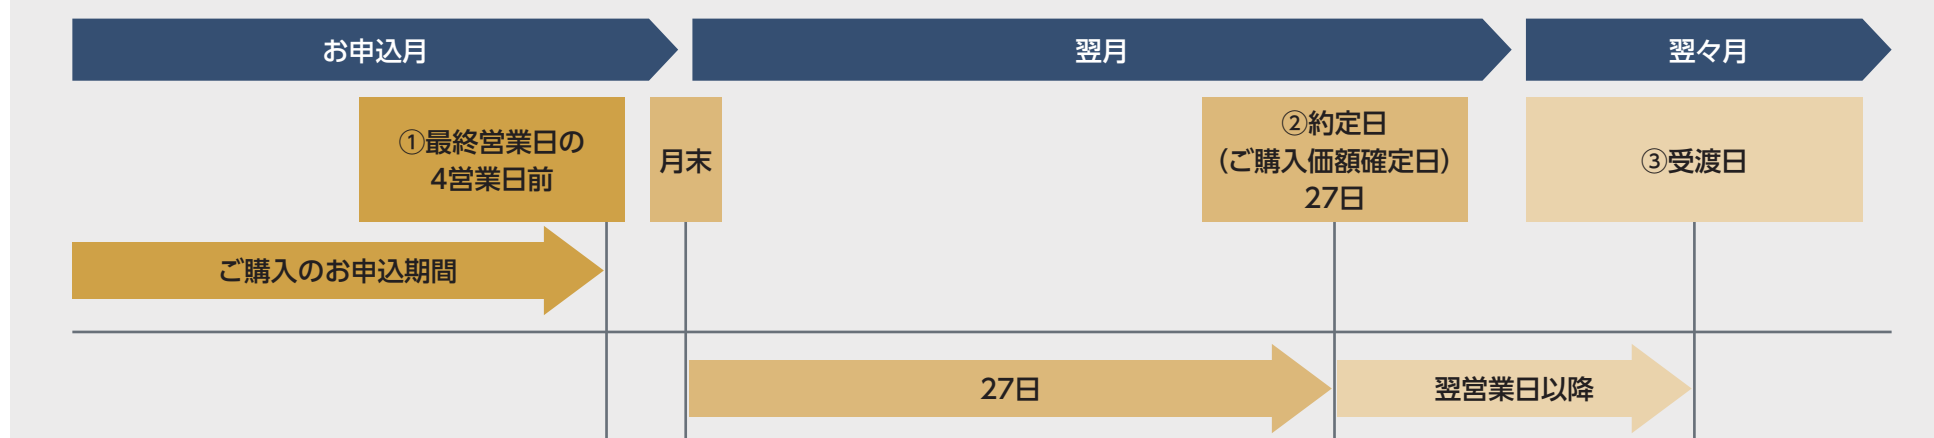 お申込月
翌月
翌々月
①最終営業日の
4営業日前
月末
②約定日
（ご購入価額確定日）
27日
③受渡日
ご購入のお申込期間
27日
翌営業日以降